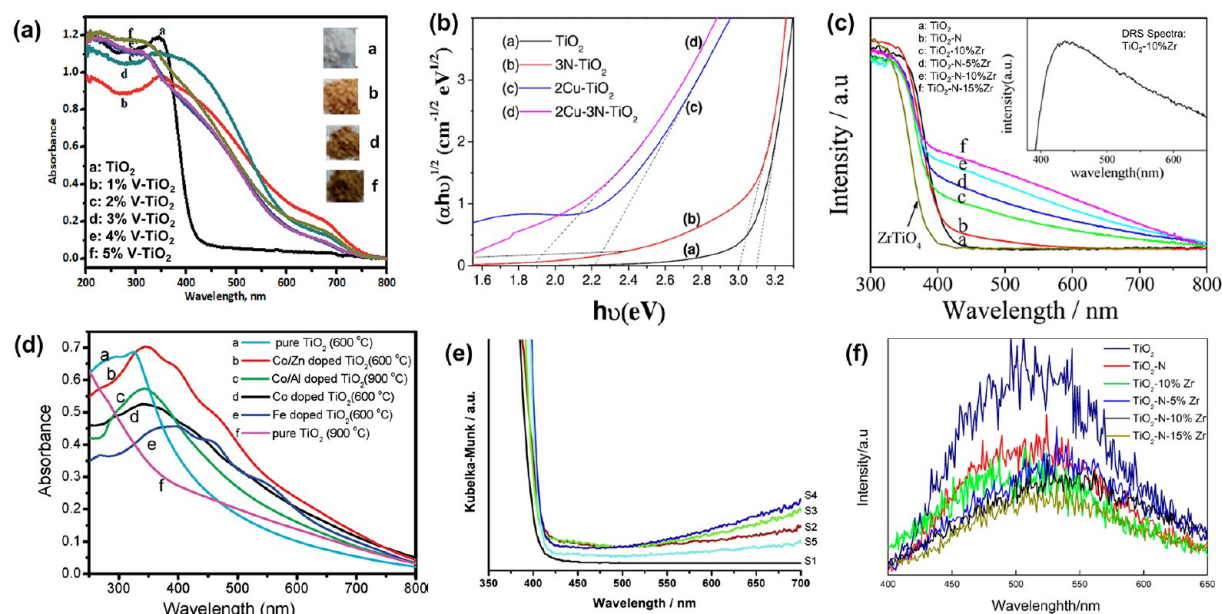 (a)
f
e
c
a
d
b
1.2
1.1
0.9
0.8
0.6
0.4
0.3
0.2
0.0
Absorbance
a
b
d
f
a: TiO₂
b: 1% V-TiO₂
c: 2% V-TiO₂
d: 3% V-TiO₂
e: 4% V-TiO₂
f: 5% V-TiO₂
200 300 400 500 600 700 800
Wavelength, nm
(b)
(a) TiO₂
(b) 3N-TiO₂
(c) 2Cu-TiO₂
(d) 2Cu-3N-TiO₂
(d)
(c)
(b)
(a)
4
3
2
1
0
(αhυ)¹/² (cm⁻¹/² eV¹/²)
1.6 1.8 2.0 2.2 2.4 2.6 2.8 3.0 3.2
hυ(eV)
(c)
a: TiO₂
b: TiO₂-N
c: TiO₂-10%Zr
d: TiO₂-N-5%Zr
e: TiO₂-N-10%Zr
f: TiO₂-N-15%Zr
DRS Spectra:
TiO₂-10%Zr
intensity(a.u)
400 500 600
wavelength(nm)
f
e
d
c
b
a
ZrTiO₄
Intensity / a.u
300 400 500 600 700 800
Wavelength / nm
(d)
a pure TiO₂ (600 °C)
b Co/Zn doped TiO₂(600 °C)
c Co/Al doped TiO₂(900 °C)
d Co doped TiO₂(600 °C)
e Fe doped TiO₂(600 °C)
f pure TiO₂ (900 °C)
a
b
c
d
e
f
0.7
0.6
0.5
0.4
0.3
0.2
0.1
0.0
Absorbance
300 400 500 600 700 800
Wavelength (nm)
(e)
Kubelka-Munk / a.u.
S4
S3
S2
S5
S1
350 400 450 500 550 600 650 700
Wavelength / nm
(f)
TiO₂
TiO₂-N
TiO₂-10% Zr
TiO₂-N-5% Zr
TiO₂-N-10% Zr
TiO₂-N-15% Zr
Intensity/a.u
400 450 500 550 600 650
Wavelenghth/nm